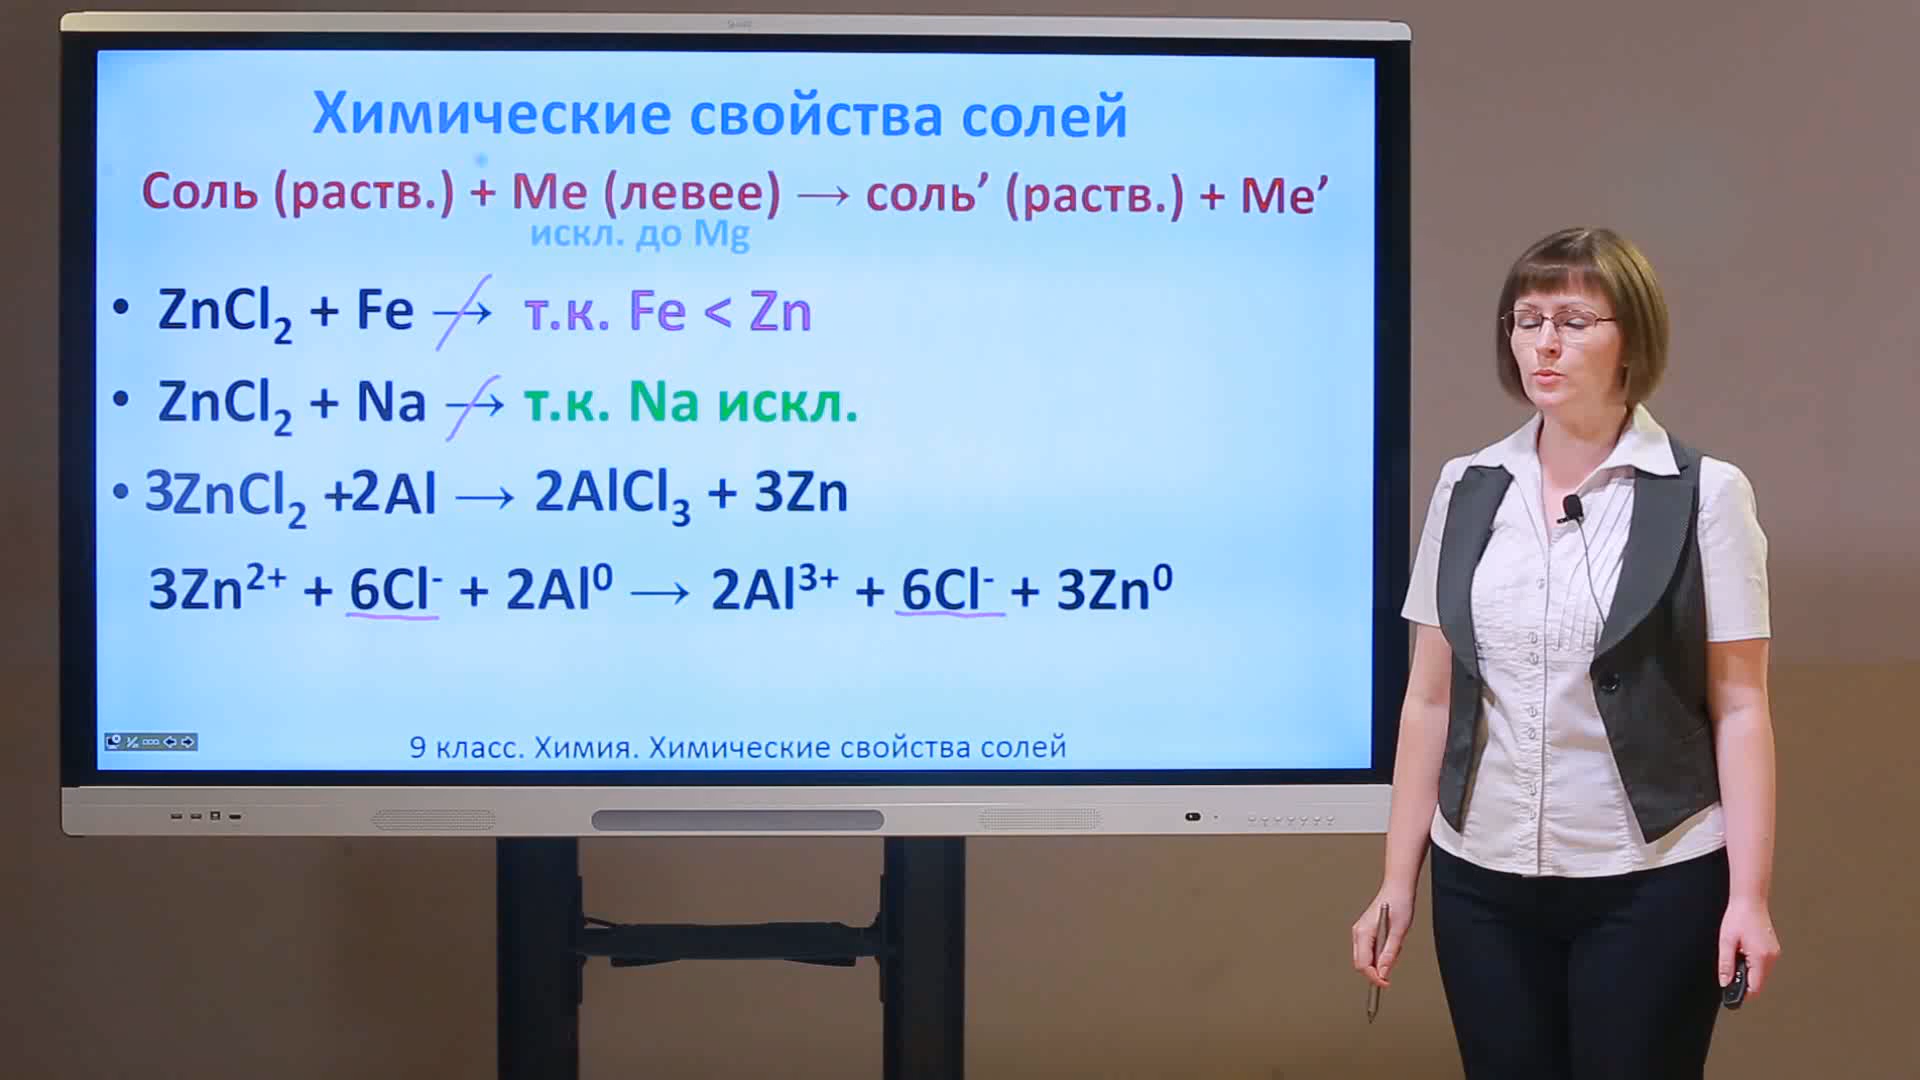 Химические свойства солей
Соль (раств.) + Me (левее) → соль’ (раств.) + Me’
искл. до Mg
• ZnCl₂ + Fe → т.к. Fe < Zn
• ZnCl₂ + Na → т.к. Na искл.
• 3ZnCl₂ +2Al → 2AlCl₃ + 3Zn
3Zn²⁺ + 6Cl⁻ + 2Al⁰ → 2Al³⁺ + 6Cl⁻ + 3Zn⁰
9 класс. Химия. Химические свойства солей